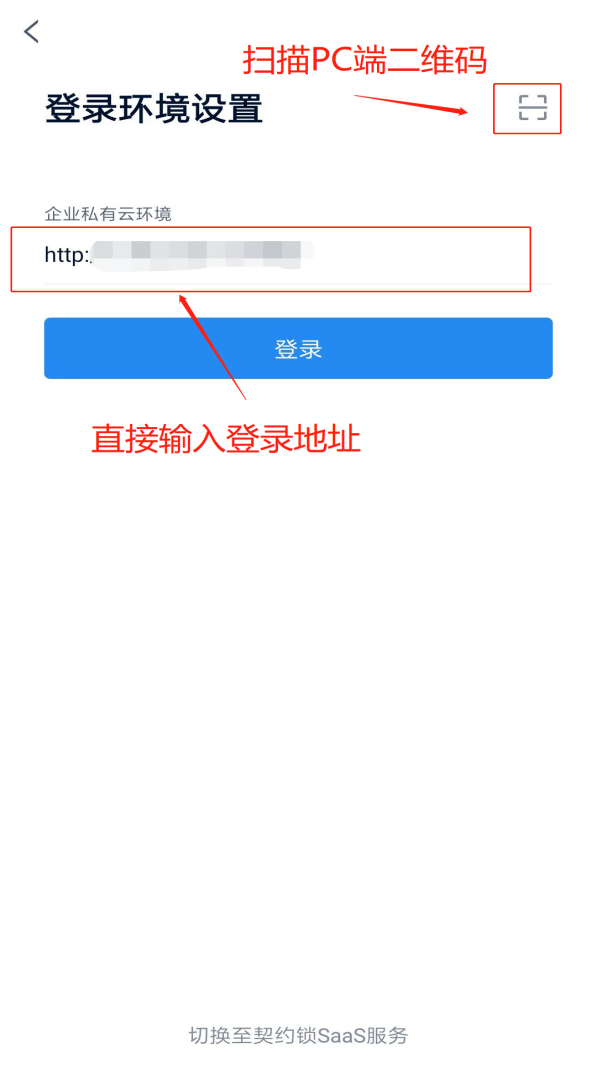 扫描PC端二维码
登录环境设置
企业私有云环境
http:
登录
直接输入登录地址
切换至契约锁SaaS服务